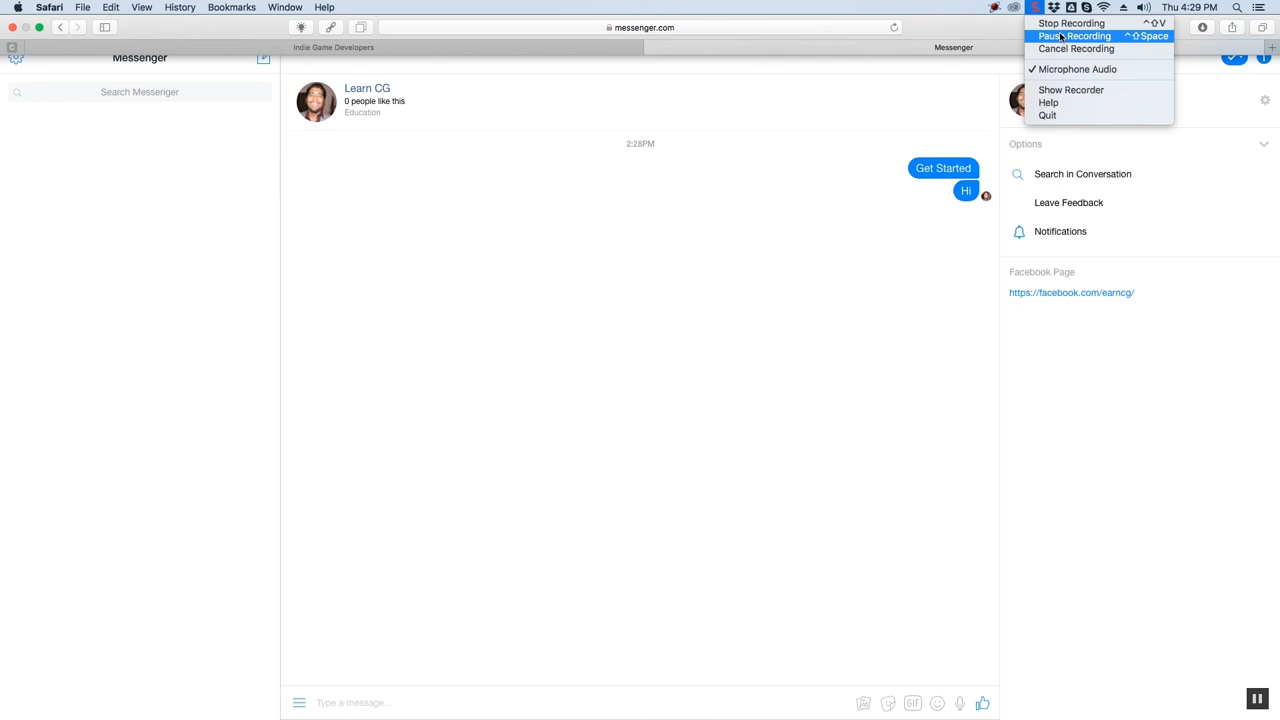 Safari File Edit View History Bookmarks Window Help
S Thu 4:29 PM
Stop Recording ⌃⇧V
Recording ⌃⇧Space
Cancel Recording
✓ Microphone Audio
Show Recorder
Help
Quit
messenger.com
C Indie Game Developers Messenger
Messenger
Search Messenger
Learn CG
0 people like this
Education
2:28PM
Get Started
Hi
Options
Search in Conversation
Leave Feedback
Notifications
Facebook Page
https://facebook.com/earncg/
Type a message...
GIF